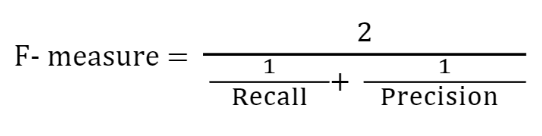 F- measure = 2
1 + 1
Recall Precision